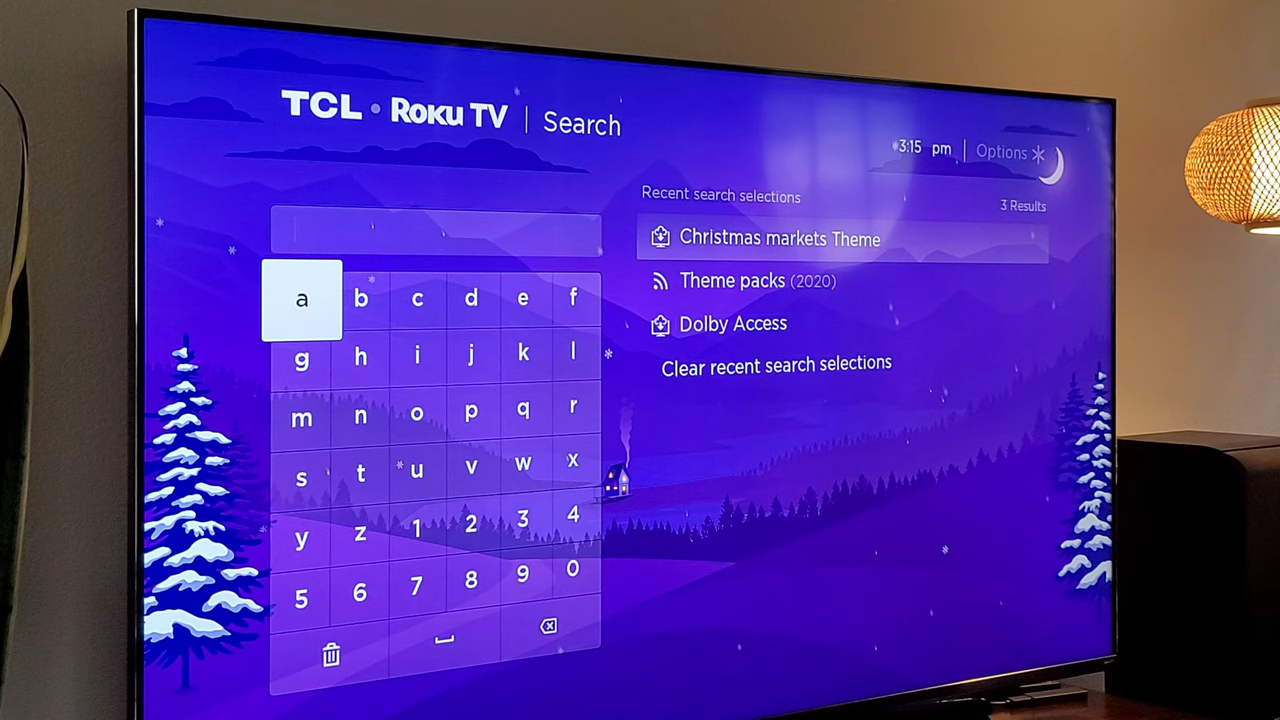 TCL • Roku TV | Search
3:15 pm | Options
Recent search selections
3 Results
Christmas markets Theme
Theme packs (2020)
Dolby Access
Clear recent search selections
a b c d e f
g h i j k l
m n o p q r
s t u v w x
y z 1 2 3 4
5 6 7 8 9 0